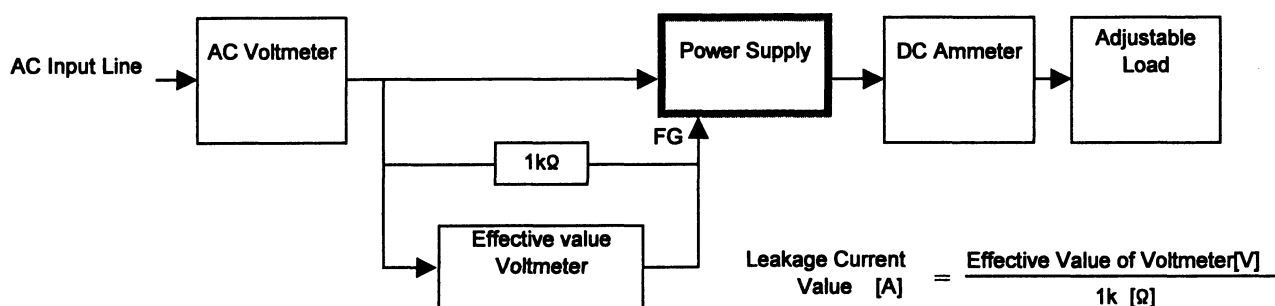 AC Input Line
AC Voltmeter
Power Supply
DC Ammeter
Adjustable
Load
FG
1kΩ
Effective value
Voltmeter
Leakage Current
Value [A]
=
Effective Value of Voltmeter[V]
1k [Ω]